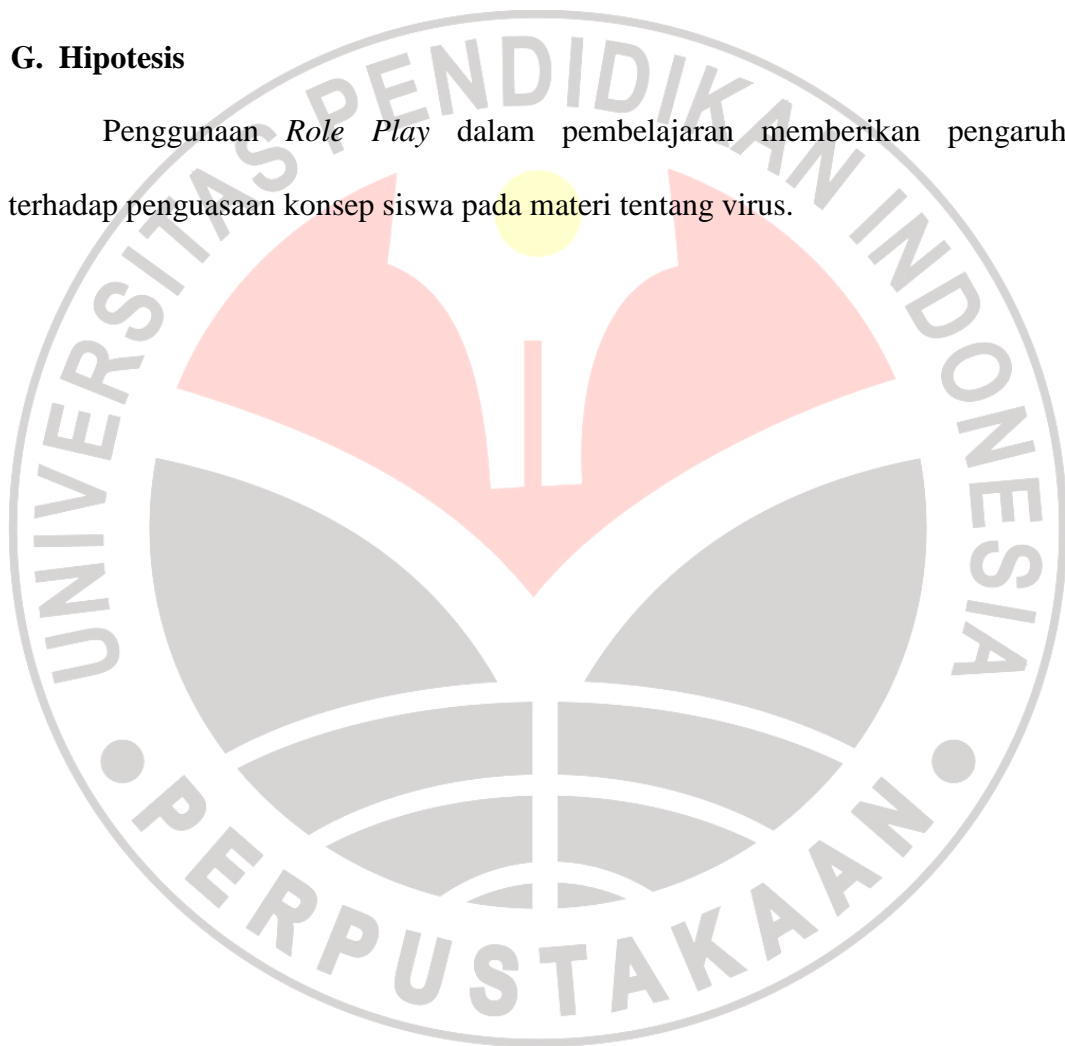 G. Hipotesis
Penggunaan Role Play dalam pembelajaran memberikan pengaruh
terhadap penguasaan konsep siswa pada materi tentang virus.
UNIVERSITAS PENDIDIKAN INDONESIA
PERPUSTAKAAN